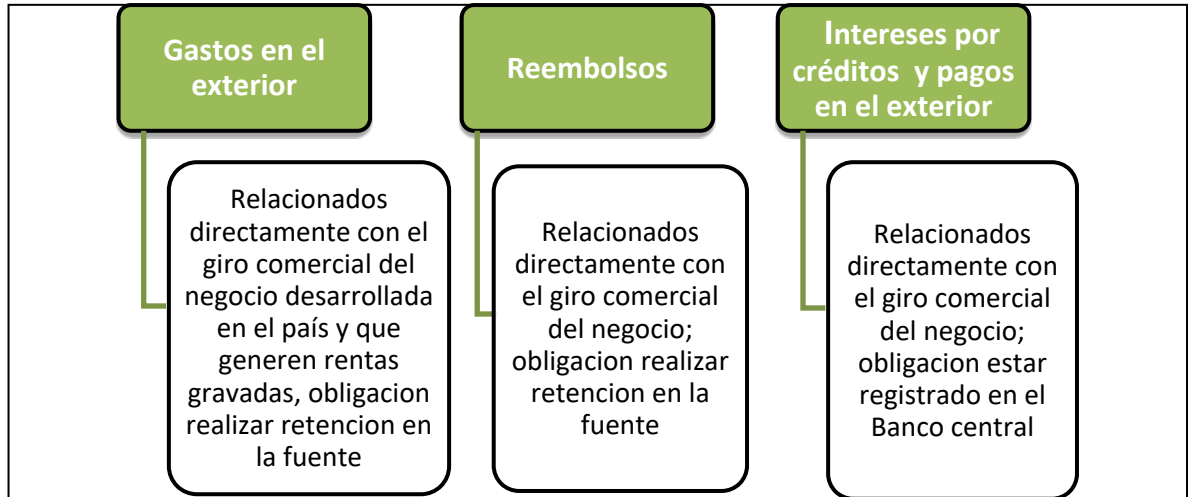 Gastos en el
exterior
Relacionados
directamente con el
giro comercial del
negocio desarrollada
en el país y que
generen rentas
gravadas, obligacion
realizar retencion en
la fuente
Reembolsos
Relacionados
directamente con
el giro comercial
del negocio;
obligacion realizar
retencion en la
fuente
Intereses por
créditos y pagos
en el exterior
Relacionados
directamente con
el giro comercial
del negocio;
obligacion estar
registrado en el
Banco central